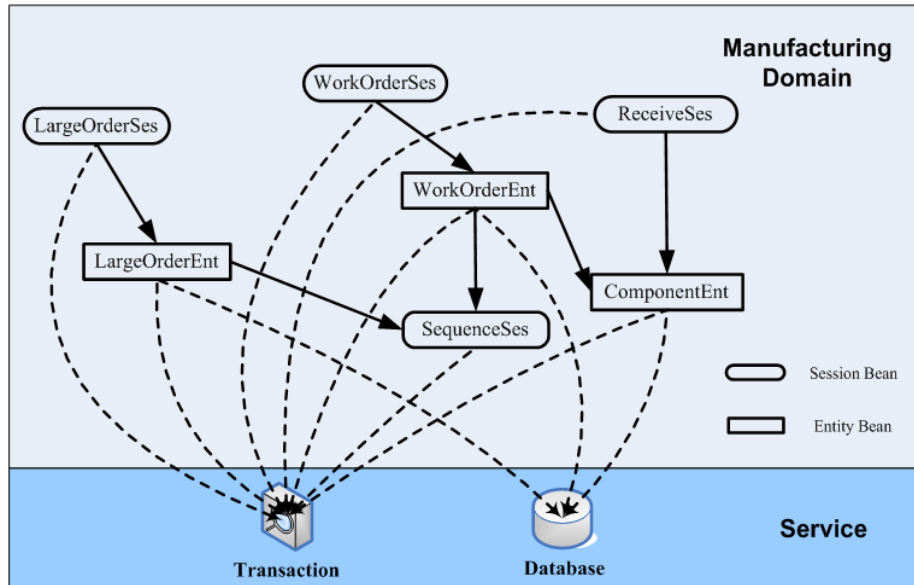 Manufacturing
Domain
WorkOrderSes
LargeOrderSes
ReceiveSes
WorkOrderEnt
LargeOrderEnt
ComponentEnt
SequenceSes
Session Bean
Entity Bean
Service
Transaction
Database